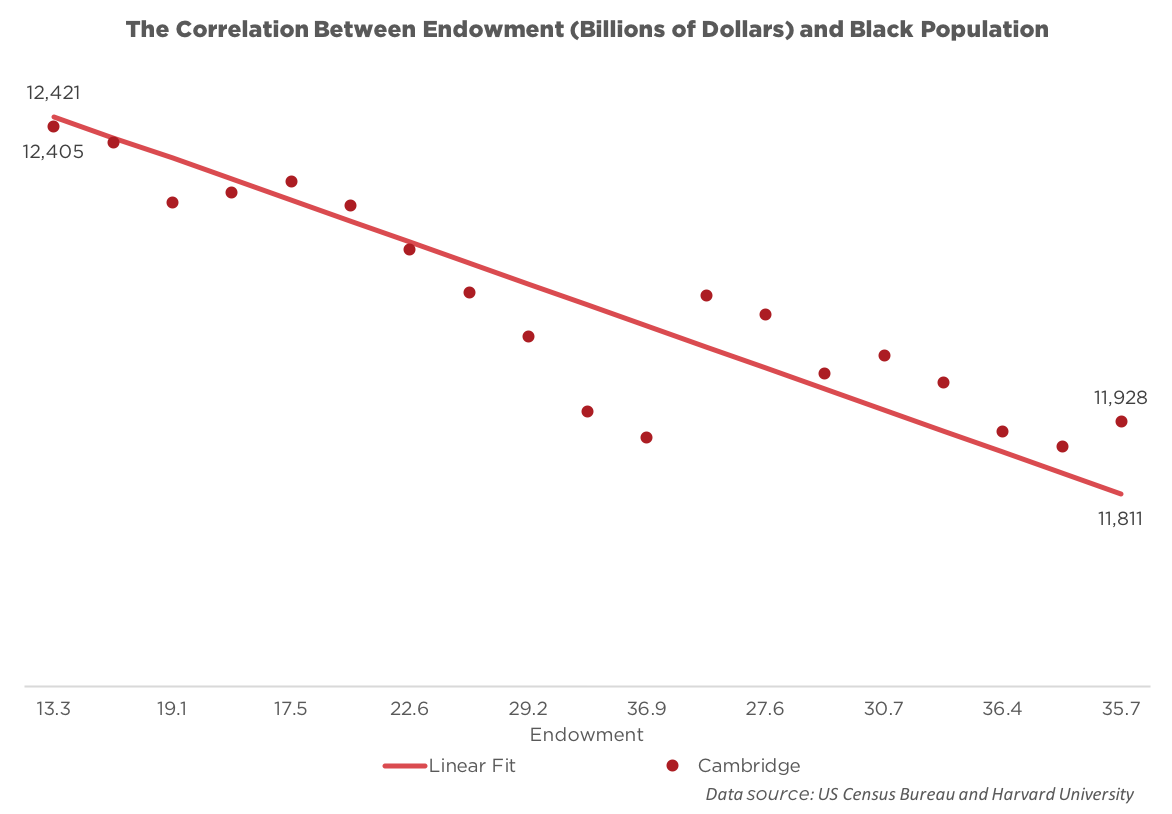 The Correlation Between Endowment (Billions of Dollars) and Black Population
12,421
12,405
11,928
11,811
13.3 19.1 17.5 22.6 29.2 36.9 27.6 30.7 36.4 35.7
Endowment
Linear Fit Cambridge
Data source: US Census Bureau and Harvard University